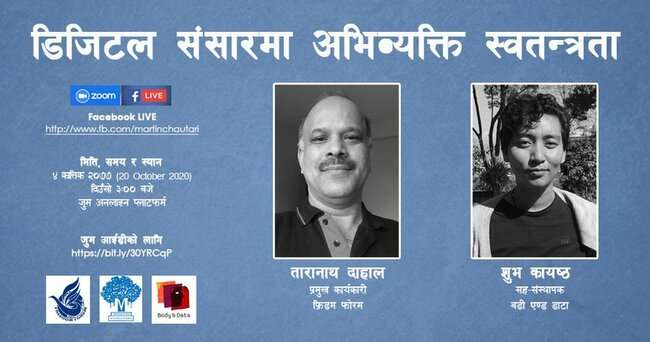 डिजिटल संसारमा अभिव्यक्ति स्वतन्त्रता
zoom
f LIVE
Facebook LIVE
http://www.fb.com/martinchautari
मिति, समय र स्थान
४ कात्तिक २०७७ (20 October 2020)
दिउँसो ३:०० बजे
जुम अनलाइन प्लाटफर्म
जुम आईडीको लागि
https://bit.ly/30YRCqP
Body & Data
तारानाथ दाहाल
प्रमुख कार्यकारी
फ्रिडम फोरम
शुभ कायष्ठ
सह-संस्थापक
बडी एण्ड डाटा